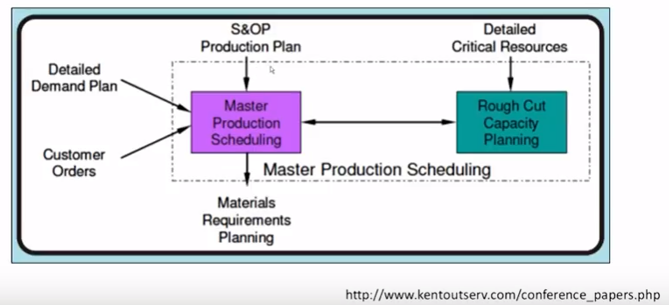 S&OP
Production Plan
Detailed
Critical Resources
Detailed
Demand Plan
Master
Production
Scheduling
Rough Cut
Capacity
Planning
Customer
Orders
Master Production Scheduling
Materials
Requirements
Planning
http://www.kentoutserv.com/conference_papers.php